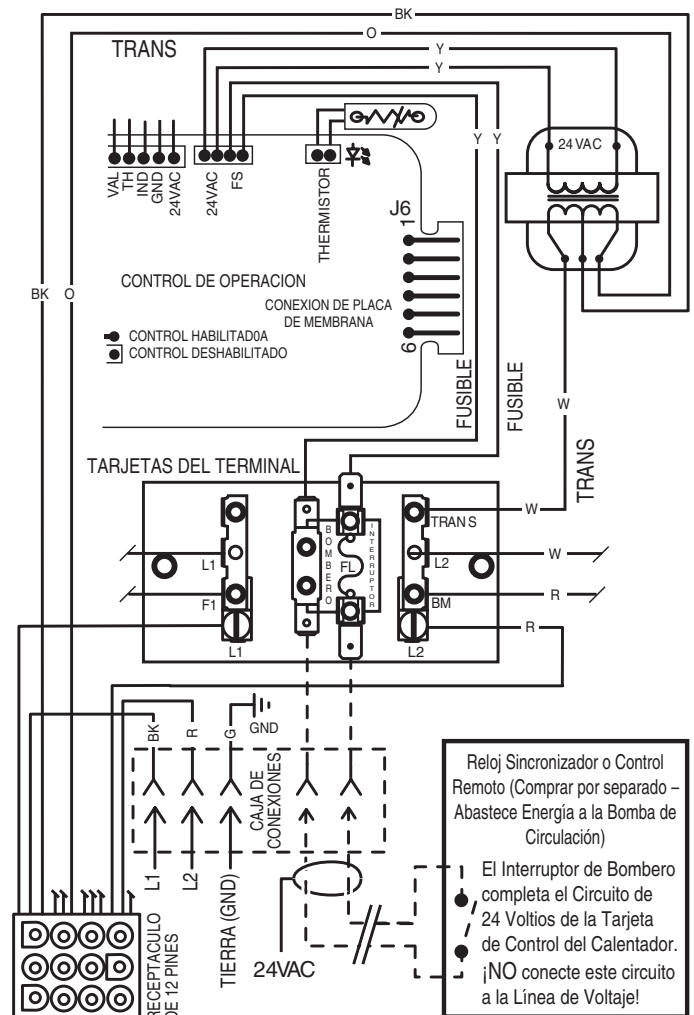 BK
O
TRANS
Y
Y
24VAC
VAL
TH
IND
GND
24VAC
24VAC
FS
THERMISTOR
Y
Y
J6
1
6
CONTROL DE OPERACION
CONEXION DE PLACA
DE MEMBRANA
BK
O
CONTROL HABILITAD0A
CONTROL DESHABILITADO
FUSIBLE
FUSIBLE
W
TRANS
TARJETAS DEL TERMINAL
TRANS
W
L1
BOMBERO
FL
INTERRUPTOR
L2
W
F1
BM
R
L1
L2
R
BK
R
G
GND
CAJA DE
CONEXIONES
L1
L2
TIERRA (GND)
24VAC
RECEPTACULO
DE 12 PINES
Reloj Sincronizador o Control
Remoto (Comprar por separado –
Abastece Energía a la Bomba de
Circulación)
El Interruptor de Bombero
completa el Circuito de
24 Voltios de la Tarjeta
de Control del Calentador.
¡NO conecte este circuito
a la Línea de Voltaje!